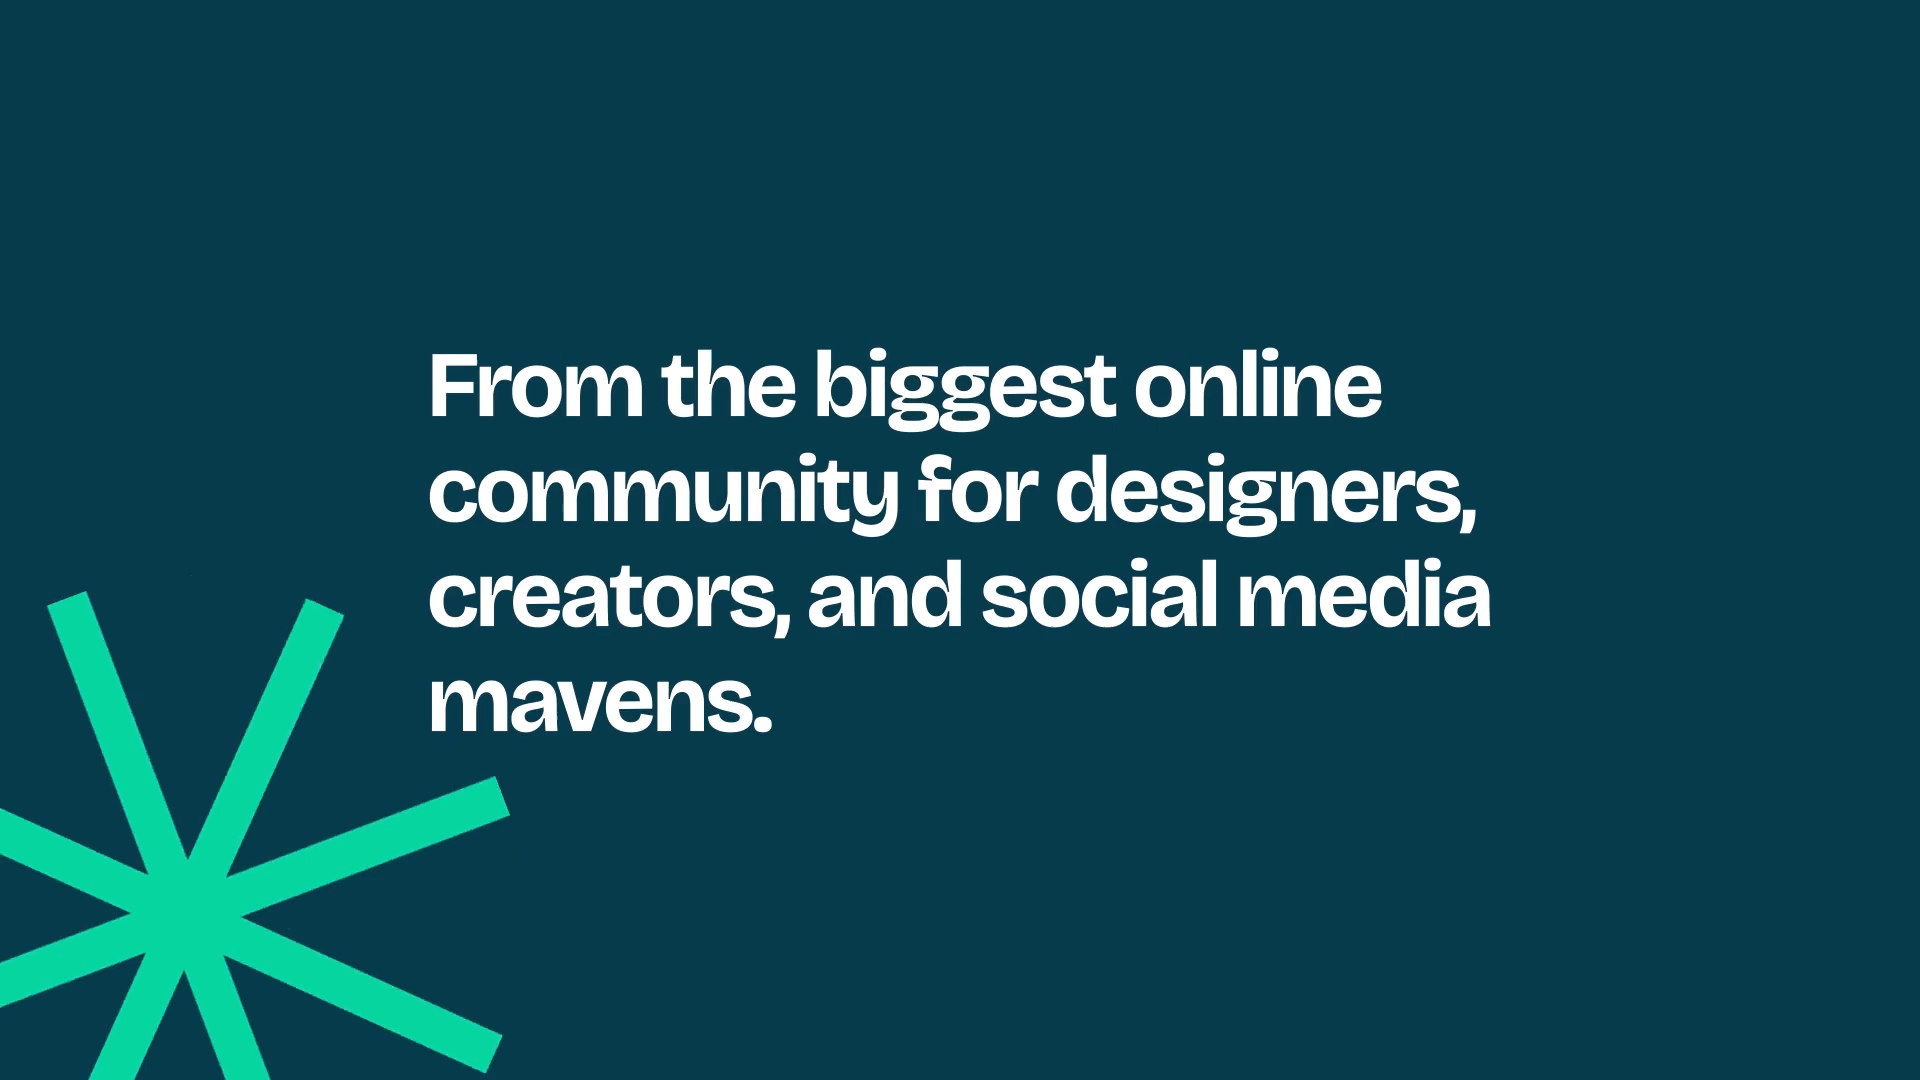 From the biggest online
community for designers,
creators, and social media
mavens.